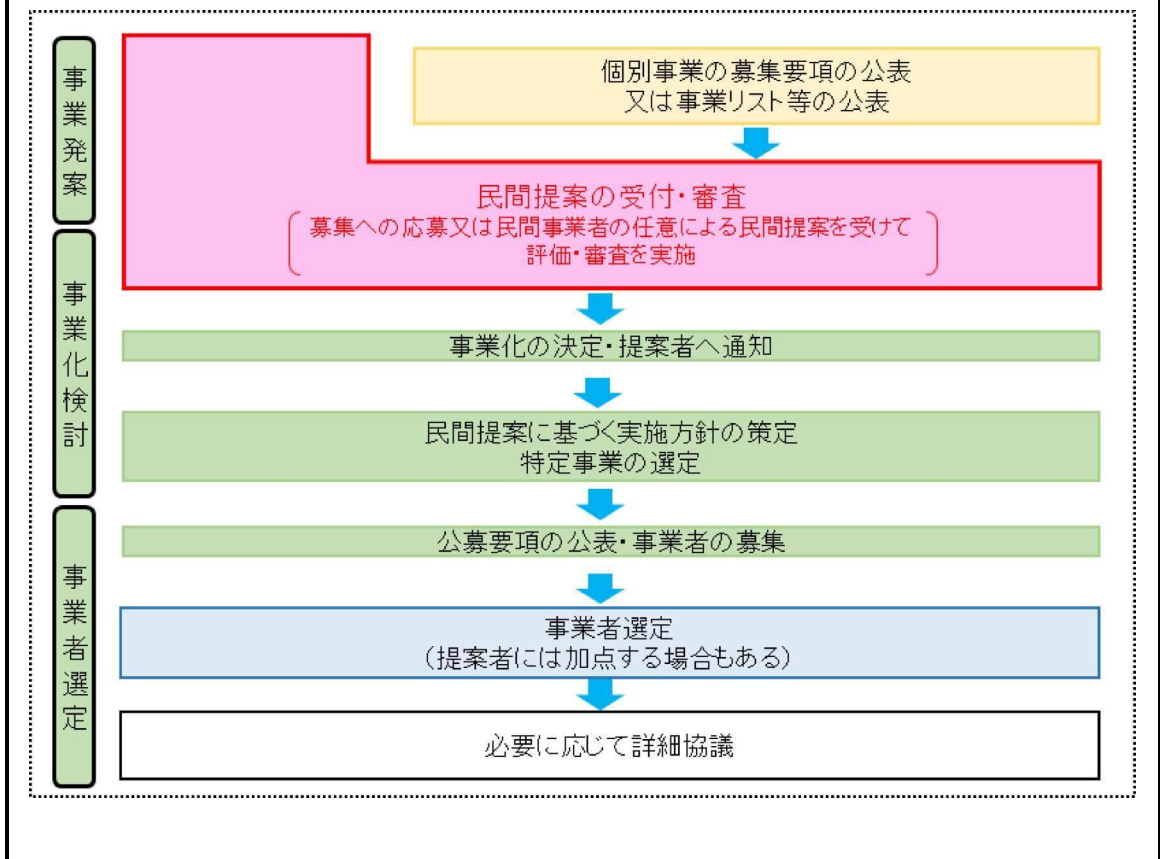 事業発案
個別事業の募集要項の公表
又は事業リスト等の公表
民間提案の受付・審査
募集への応募又は民間事業者の任意による民間提案を受けて
評価・審査を実施
事業化検討
事業化の決定・提案者へ通知
民間提案に基づく実施方針の策定
特定事業の選定
事業者選定
公募要項の公表・事業者の募集
事業者選定
（提案者には加点する場合もある）
必要に応じて詳細協議